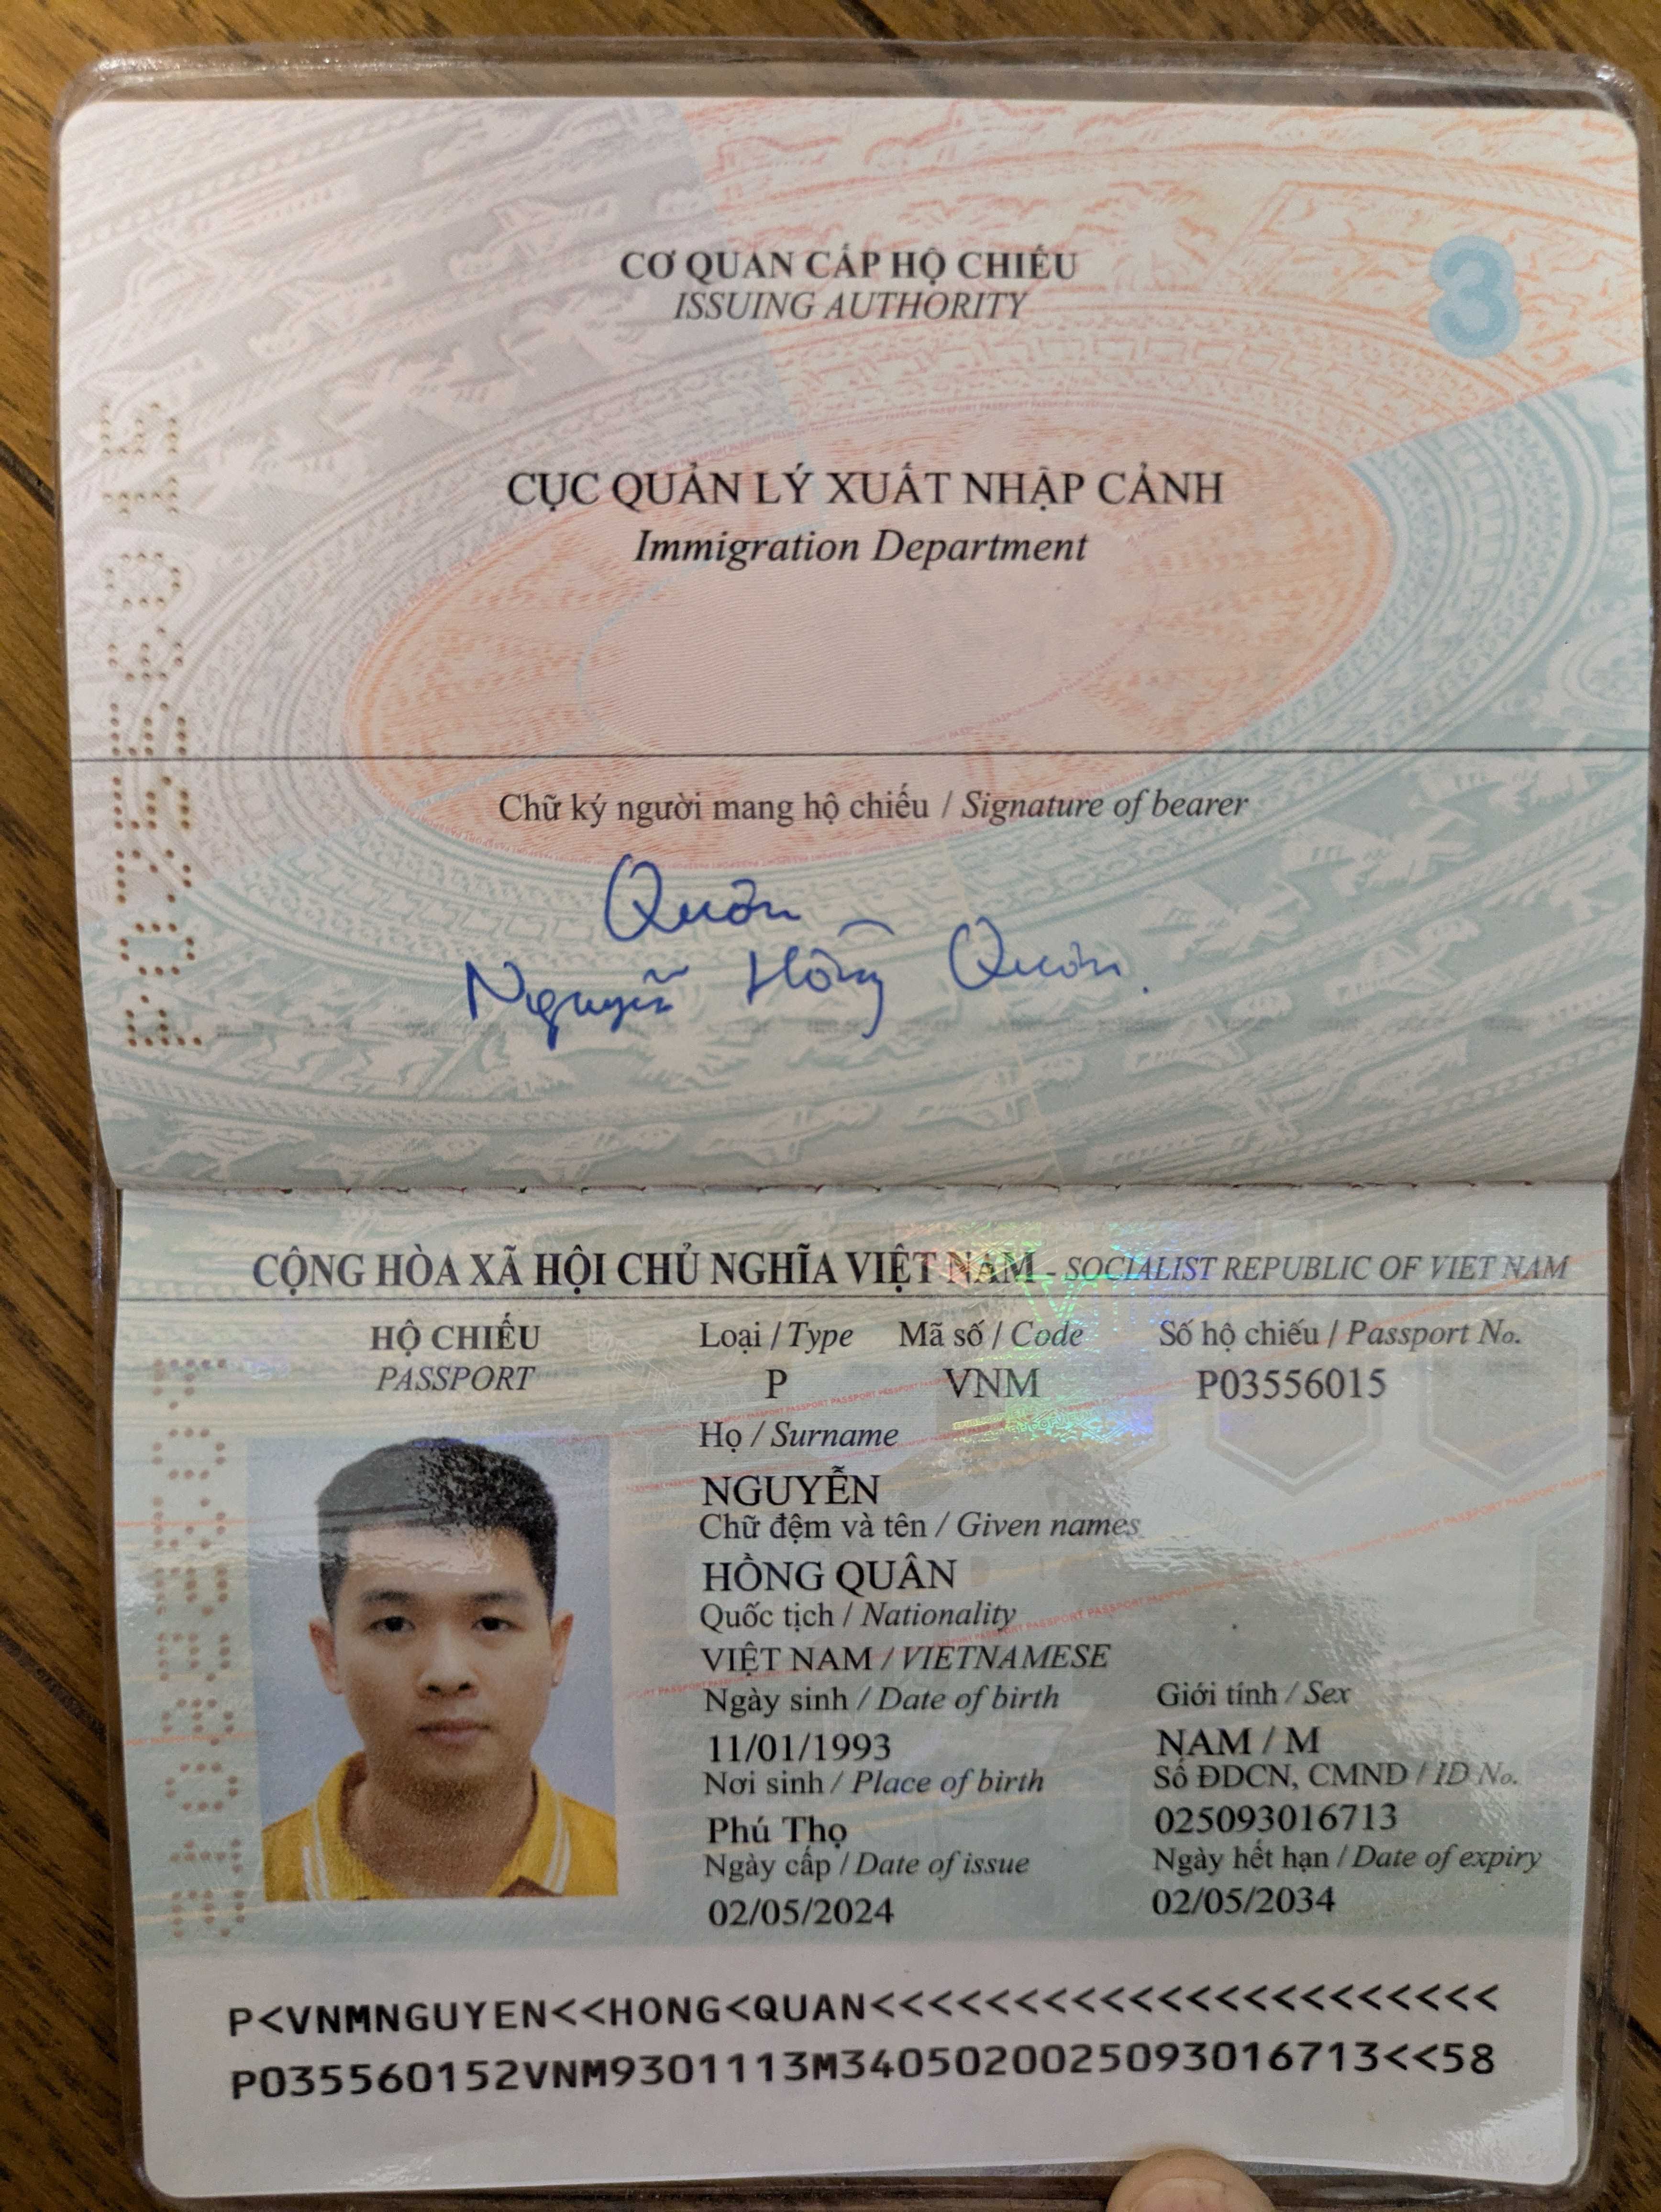 CƠ QUAN CẤP HỘ CHIẾU
ISSUING AUTHORITY
3
CỤC QUẢN LÝ XUẤT NHẬP CẢNH
Immigration Department
Chữ ký người mang hộ chiếu / Signature of bearer
Quân
Nguyễn Hồng Quân.
P03556015
CỘNG HÒA XÃ HỘI CHỦ NGHĨA VIỆT NAM - SOCIALIST REPUBLIC OF VIET NAM
HỘ CHIẾU Loại / Type Mã số / Code Số hộ chiếu / Passport No.
PASSPORT P VNM P03556015
Họ / Surname
NGUYỄN
Chữ đệm và tên / Given names
HỒNG QUÂN
Quốc tịch / Nationality
VIỆT NAM / VIETNAMESE
Ngày sinh / Date of birth Giới tính / Sex
11/01/1993 NAM / M
Nơi sinh / Place of birth Số ĐDCN, CMND / ID No.
Phú Thọ 025093016713
Ngày cấp / Date of issue Ngày hết hạn / Date of expiry
02/05/2024 02/05/2034
P<VNMNGUYEN<<HONG<QUAN<<<<<<<<<<<<<<<<<<<<<<
P035560152VNM9301113M3405020025093016713<<58